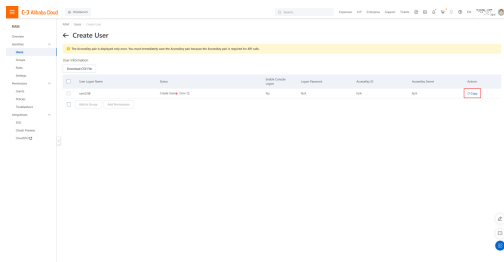 Alibaba Cloud
Workbench
Search
Expenses
ICP
Enterprise
Support
Tickets
EN
RAM
RAM / Users / Create User
← Create User
Overview
Identities
Users
Groups
Roles
Settings
Permissions
Grants
Policies
Integrations
SSO
OAuth Preview
CloudSSO
The AccessKey pair is displayed only once. You must immediately save the AccessKey pair because the AccessKey pair is required for API calls.
User Information
Download CSV File
User Logon Name
Status
Enable Console Logon
Logon Password
AccessKey ID
AccessKey Secret
Actions
No
N/A
N/A
N/A
Copy
Add to Group
Add Permissions